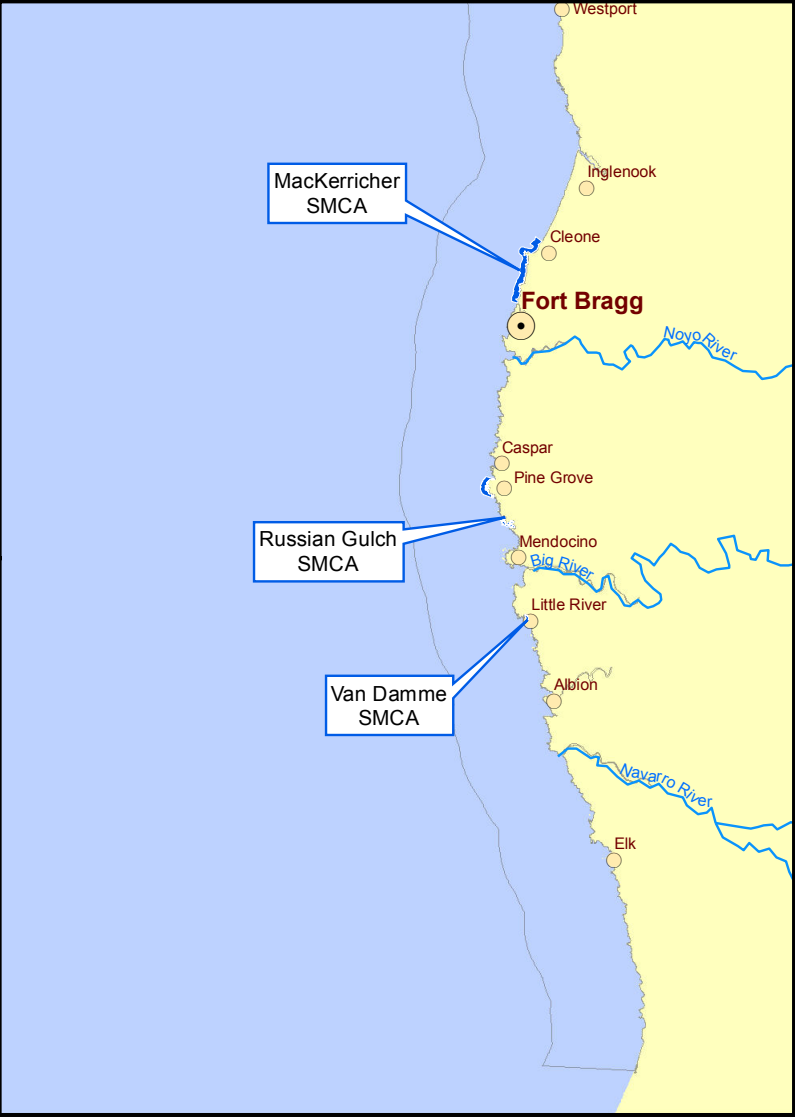 Westport
Inglenook
MacKerricher
SMCA
Cleone
Fort Bragg
Noyo River
Caspar
Pine Grove
Russian Gulch
SMCA
Mendocino
Big River
Little River
Van Damme
SMCA
Albion
Navarro River
Elk